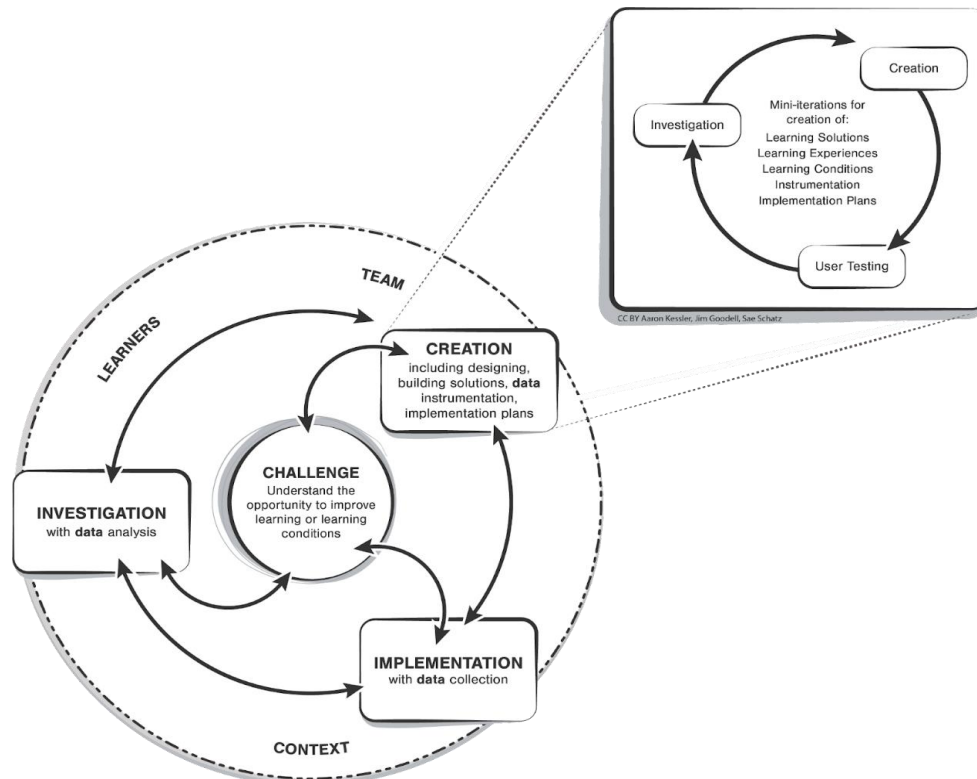 Creation
Investigation
Mini-iterations for
creation of:
Learning Solutions
Learning Experiences
Learning Conditions
Instrumentation
Implementation Plans
User Testing
CC BY Aaron Kessler, Jim Goodell, Sae Schatz
TEAM
LEARNERS
CREATION
including designing,
building solutions, data
instrumentation,
implementation plans
CHALLENGE
Understand the
opportunity to improve
learning or learning
conditions
INVESTIGATION
with data analysis
IMPLEMENTATION
with data collection
CONTEXT